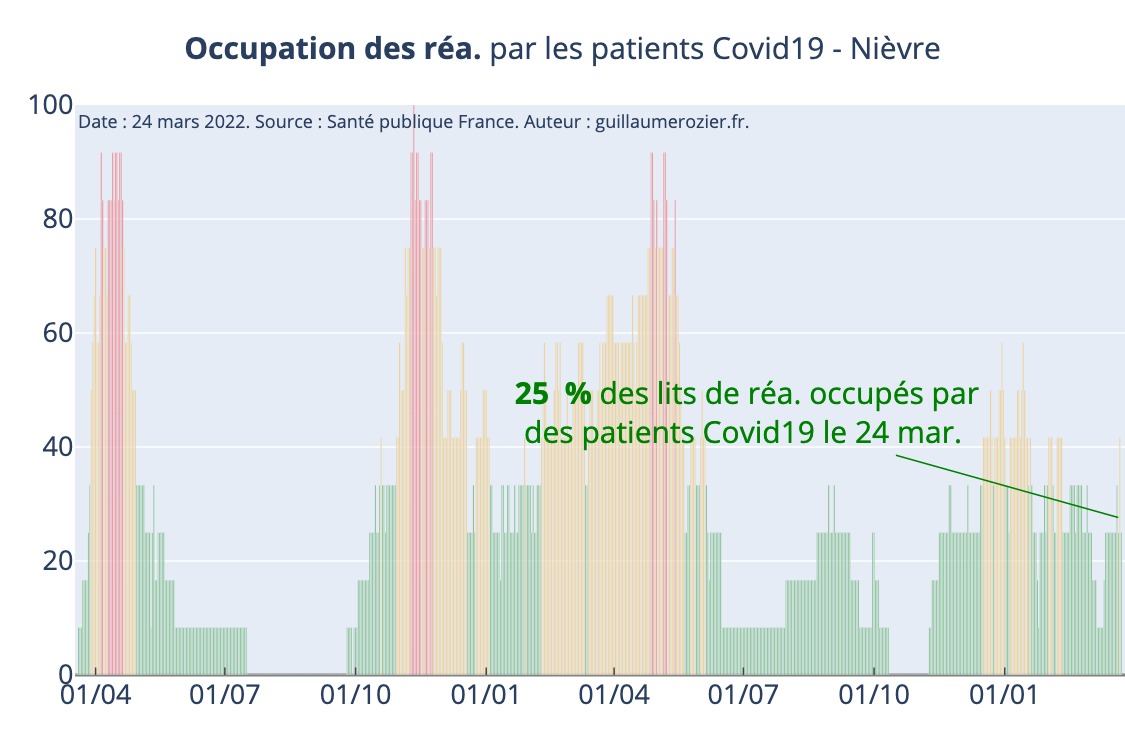 Occupation des réa. par les patients Covid19 - Nièvre
100
Date : 24 mars 2022. Source : Santé publique France. Auteur : guillaumerozier.fr.
80
60
25 % des lits de réa. occupés par
des patients Covid19 le 24 mar.
40
20
0
01/04 01/07 01/10 01/01 01/04 01/07 01/10 01/01